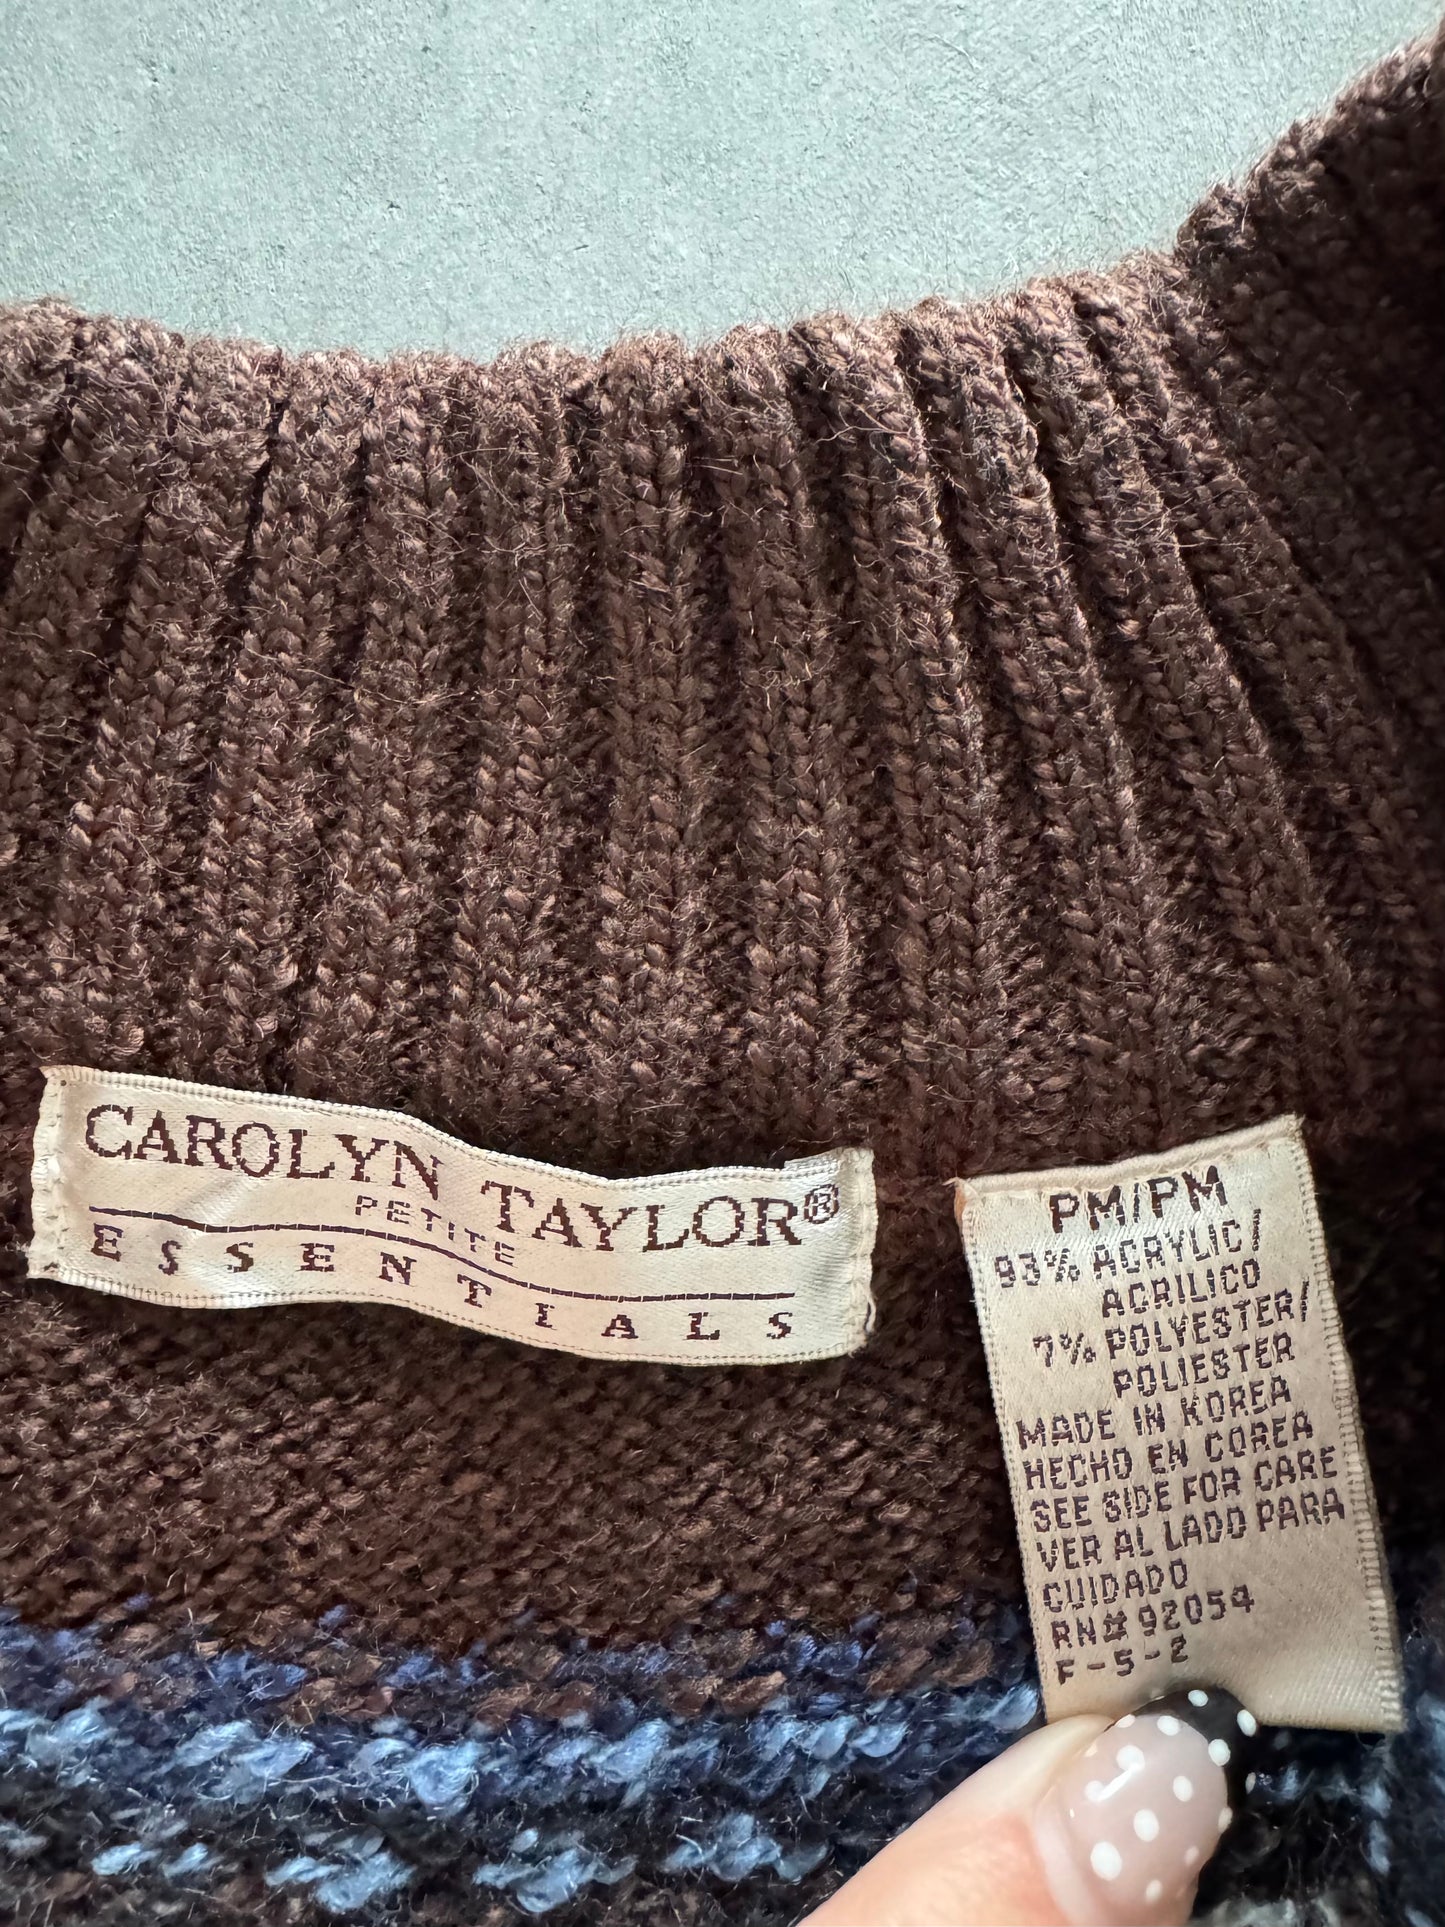 CAROLYN TAYLOR®
PETITE
ESSENTIALS
PM/PM
93% ACRYLIC/
ACRILICO
7% POLYESTER/
POLIESTER
MADE IN KOREA
HECHO EN COREA
SEE SIDE FOR CARE
VER AL LADO PARA
CUIDADO
RN# 92054
F-5-2